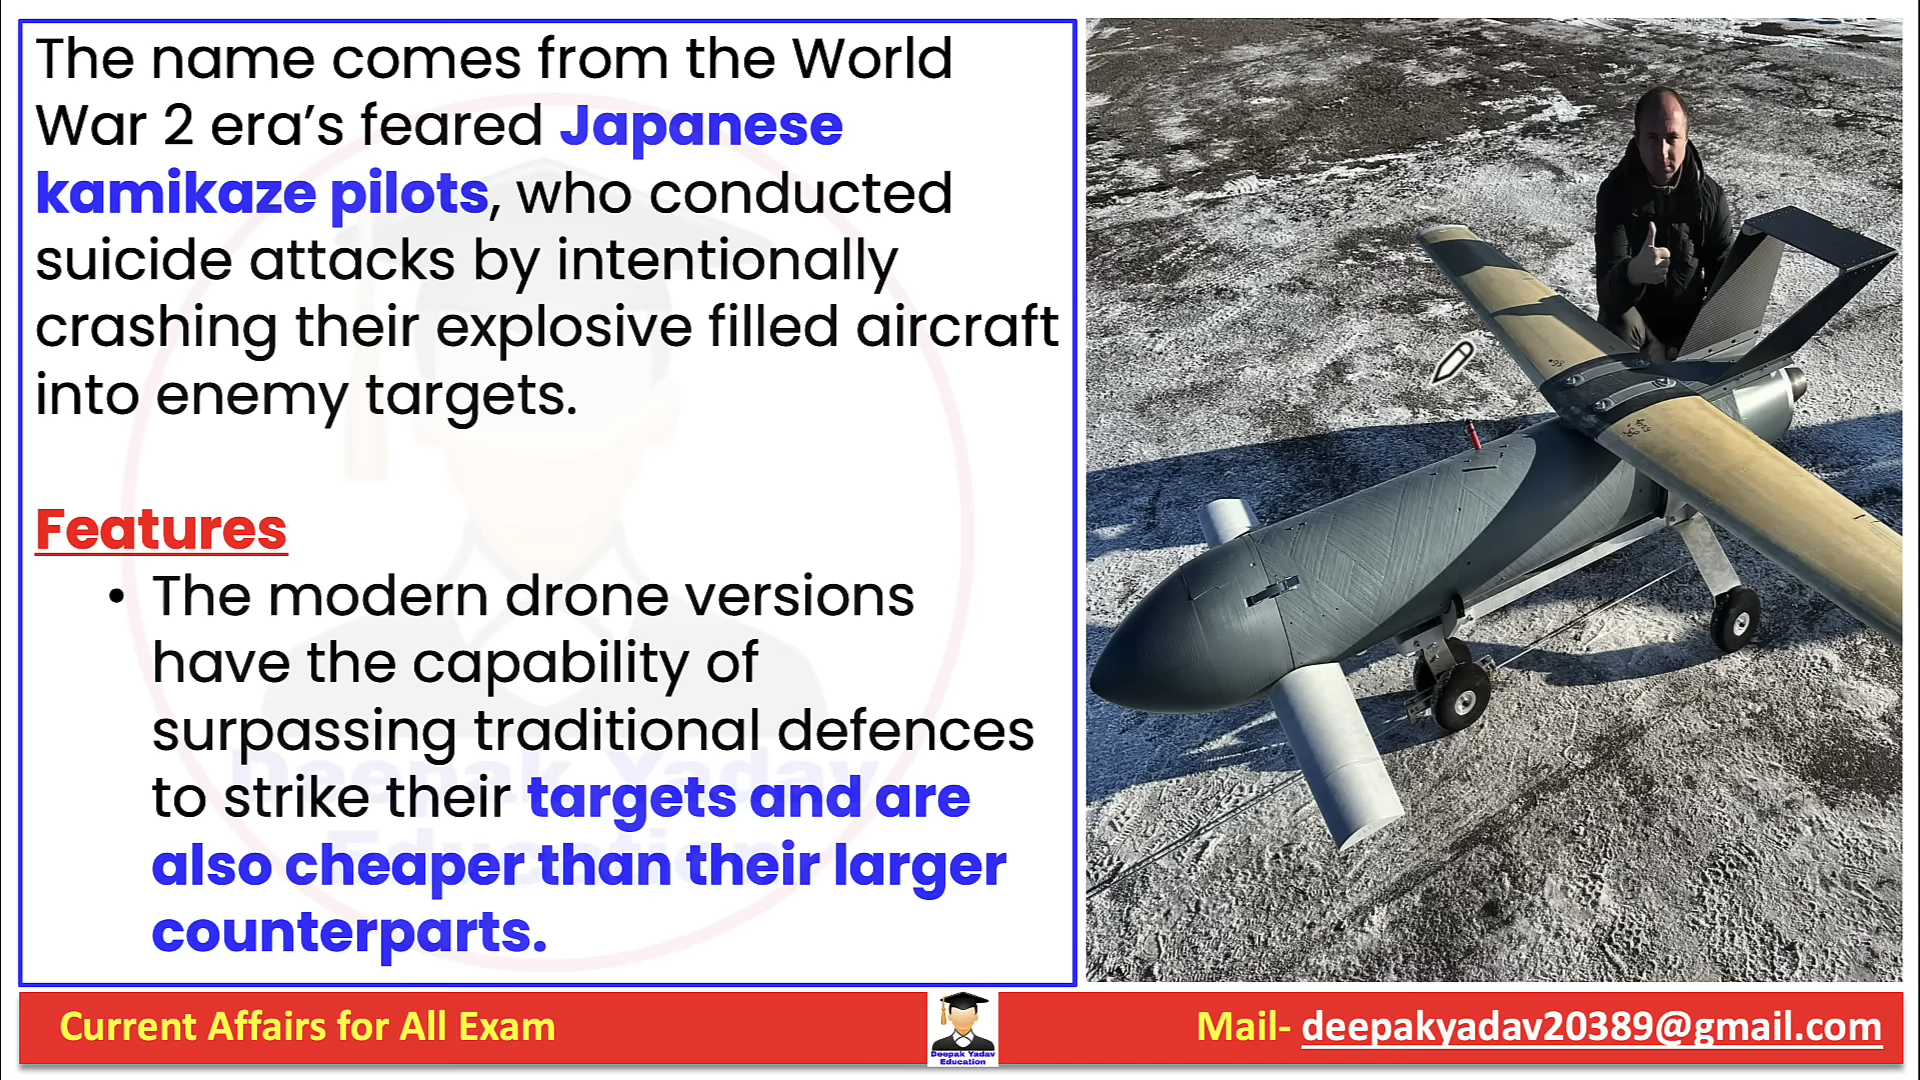 The name comes from the World
War 2 era’s feared Japanese
kamikaze pilots, who conducted
suicide attacks by intentionally
crashing their explosive filled aircraft
into enemy targets.
Features
• The modern drone versions
have the capability of
surpassing traditional defences
to strike their targets and are
also cheaper than their larger
counterparts.
Deepak Yadav
Education
Current Affairs for All Exam
Deepak Yadav
Education
Mail- deepakyadav20389@gmail.com